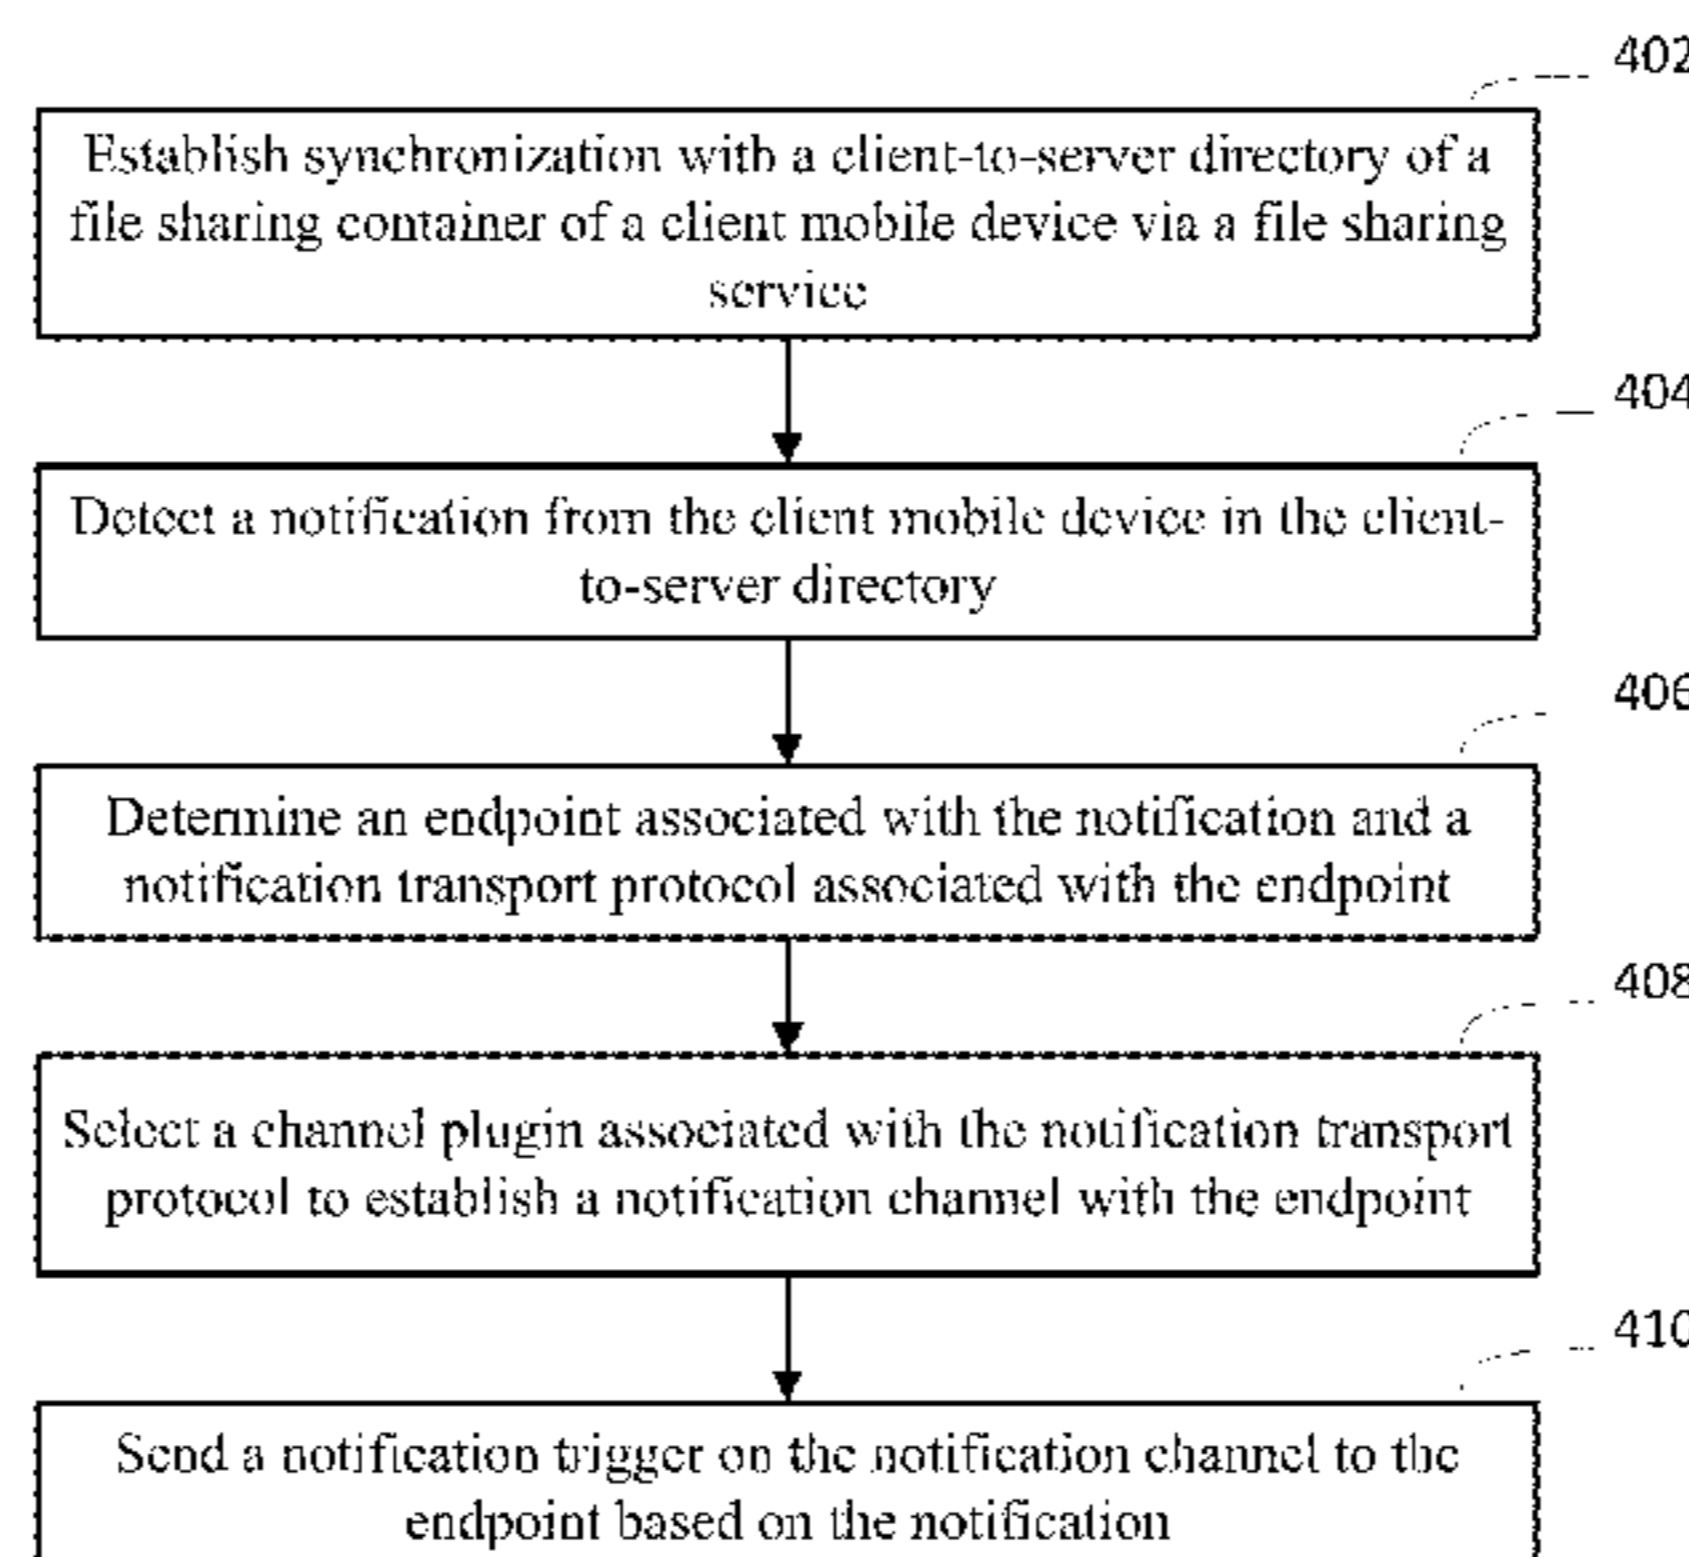 402
Establish synchronization with a client-to-server directory of a
file sharing container of a client mobile device via a file sharing
service
404
Detect a notification from the client mobile device in the client-
to-server directory
406
Determine an endpoint associated with the notification and a
notification transport protocol associated with the endpoint
408
Select a channel plugin associated with the notification transport
protocol to establish a notification channel with the endpoint
410
Send a notification trigger on the notification channel to the
endpoint based on the notification